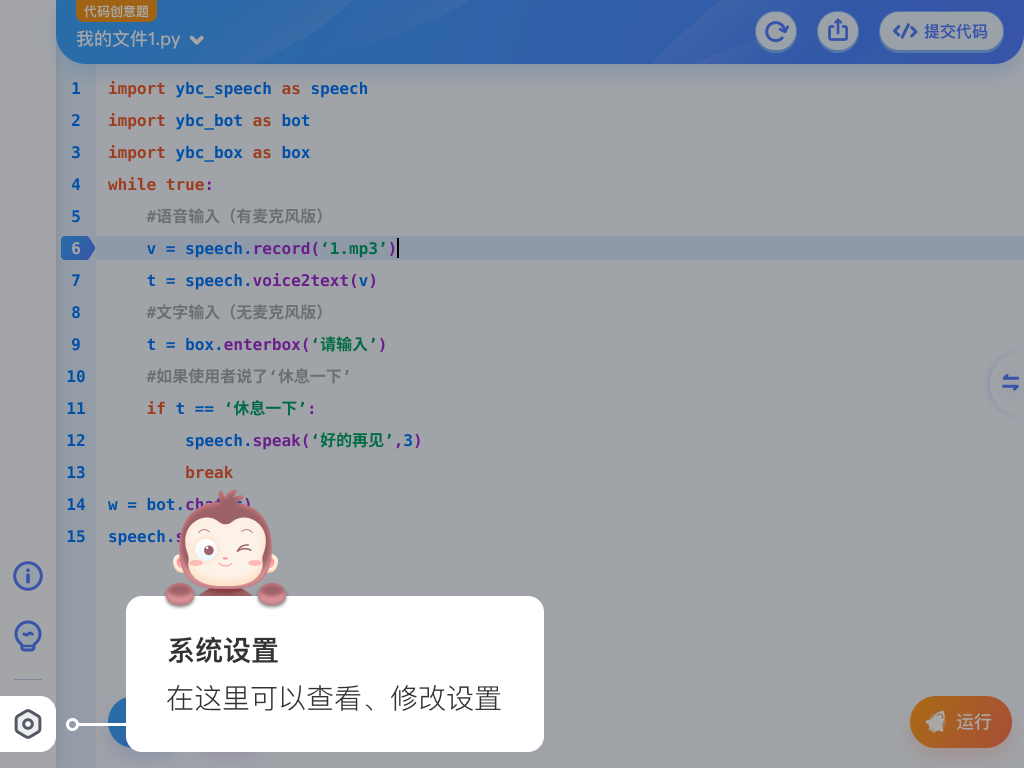 代码创意题
我的文件1.py
提交代码
1 import ybc_speech as speech
2 import ybc_bot as bot
3 import ybc_box as box
4 while true:
5 #语音输入（有麦克风版）
6 v = speech.record(‘1.mp3’)
7 t = speech.voice2text(v)
8 #文字输入（无麦克风版）
9 t = box.enterbox(‘请输入’)
10 #如果使用者说了‘休息一下’
11 if t == ‘休息一下’:
12 speech.speak(‘好的再见’,3)
13 break
14 w = bot.
15 speech.
系统设置
在这里可以查看、修改设置
运行